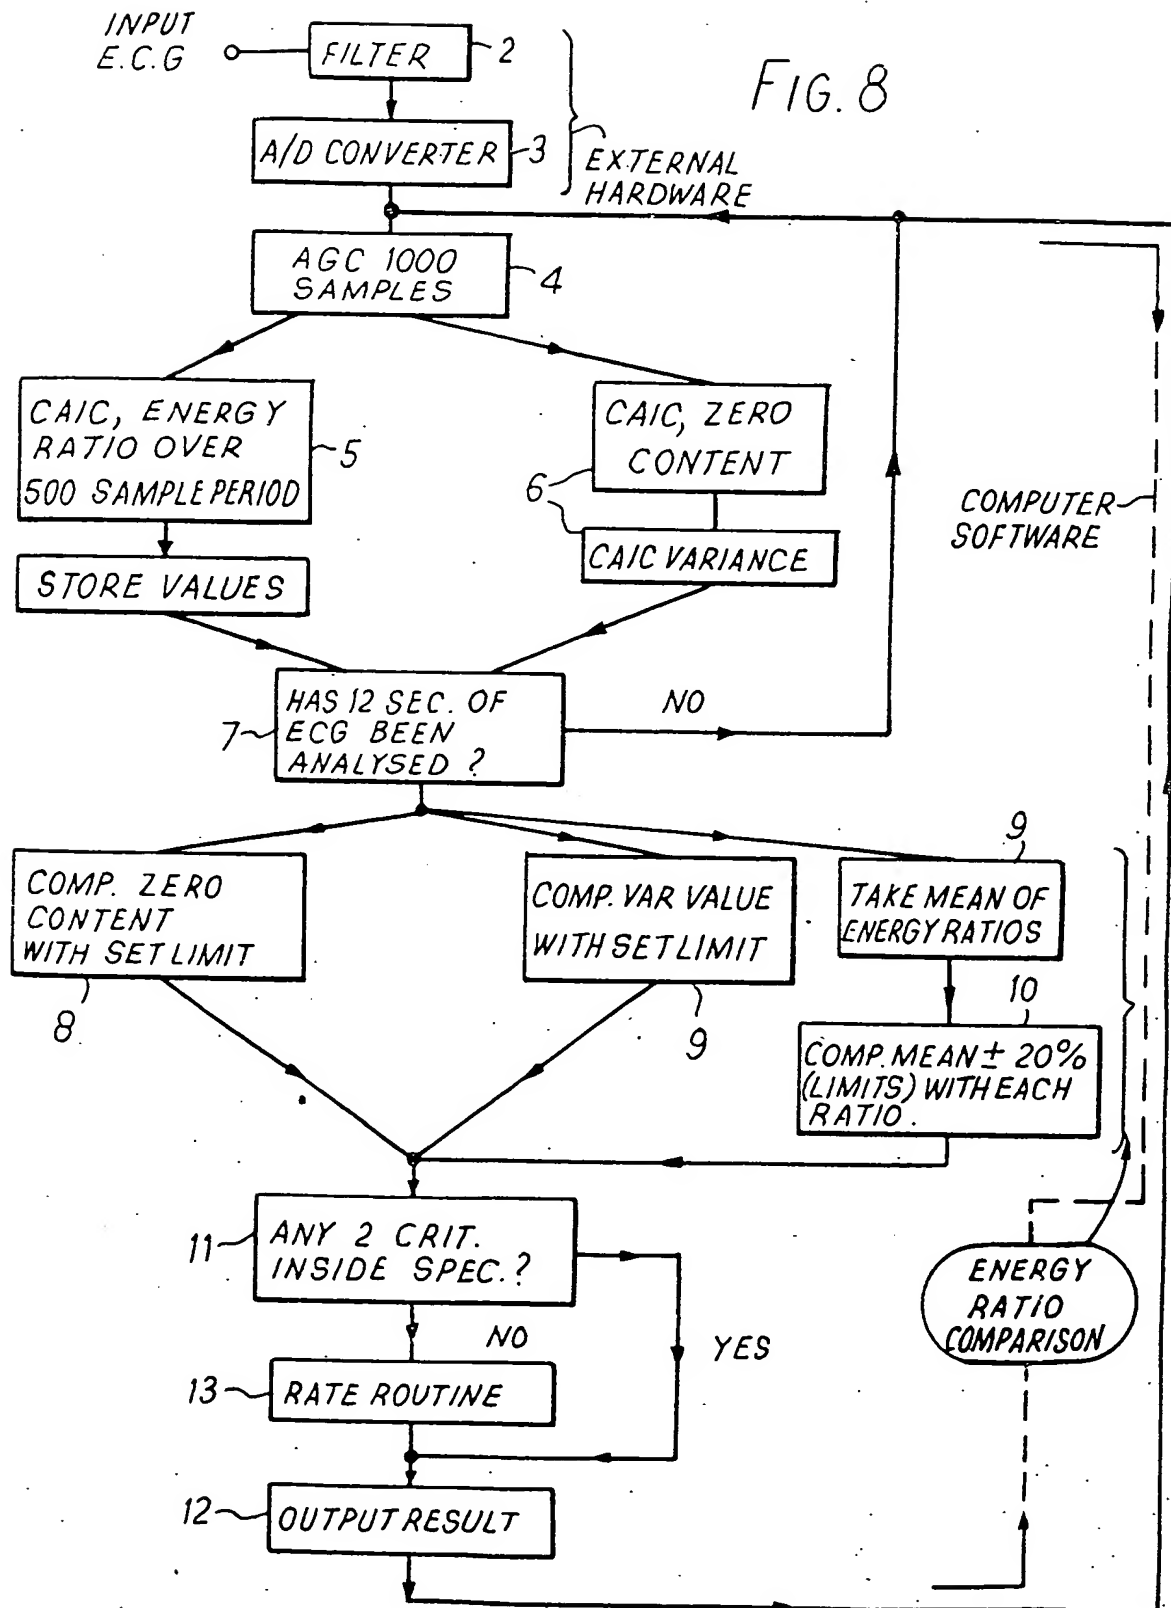 INPUT
E.C.G
FILTER
2
FIG. 8
A/D CONVERTER
3
EXTERNAL
HARDWARE
AGC 1000
SAMPLES
4
CAIC, ENERGY
RATIO OVER
500 SAMPLE PERIOD
5
CAIC, ZERO
CONTENT
6
CAIC VARIANCE
STORE VALUES
COMPUTER
SOFTWARE
HAS 12 SEC. OF
ECG BEEN
ANALYSED ?
7
NO
COMP. ZERO
CONTENT
WITH SET LIMIT
8
COMP. VAR VALUE
WITH SET LIMIT
9
9
TAKE MEAN OF
ENERGY RATIOS
10
COMP. MEAN ± 20%
(LIMITS) WITH EACH
RATIO.
11
ANY 2 CRIT.
INSIDE SPEC.?
NO
YES
ENERGY
RATIO
COMPARISON
13
RATE ROUTINE
12
OUTPUT RESULT